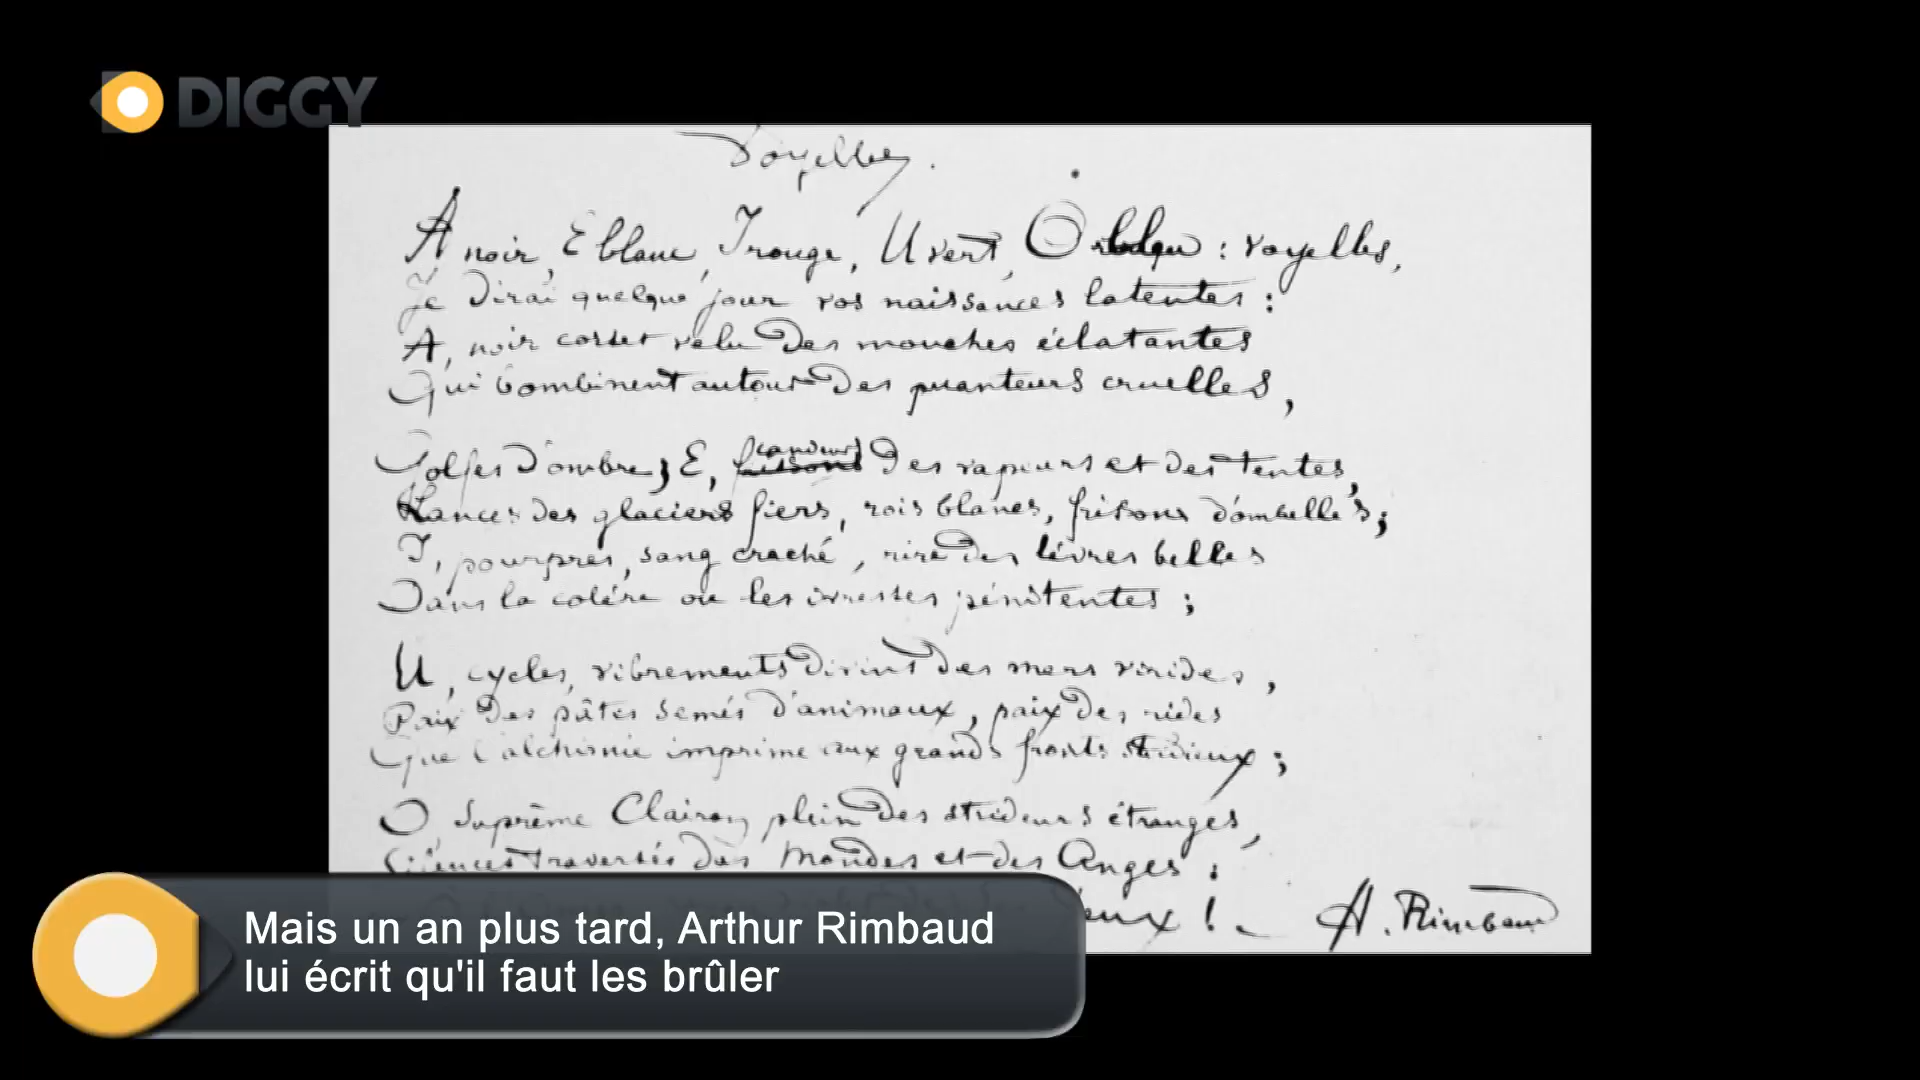 DIGGY
Voyelles.
A noir, E blanc, I rouge, U vert, O bleu : voyelles,
Je dirai quelque jour vos naissances latentes :
A, noir corset velu des mouches éclatantes
Qui bombinent autour des puanteurs cruelles,
Golfes d'ombre ; E, candeurs des vapeurs et des tentes,
Lances des glaciers fiers, rois blancs, frisons d'ombelles ;
I, pourpres, sang craché, rire des lèvres belles
Dans la colère ou les ivresses pénitentes ;
U, cycles, vibrements divins des mers virides,
Paix des pâtis semés d'animaux, paix des rides
Que l'alchimie imprime aux grands fronts studieux ;
O, Suprême Clairon plein des strideurs étranges,
Silences traversés des Mondes et des Anges :
eux ! A. Rimbaud
Mais un an plus tard, Arthur Rimbaud
lui écrit qu'il faut les brûler